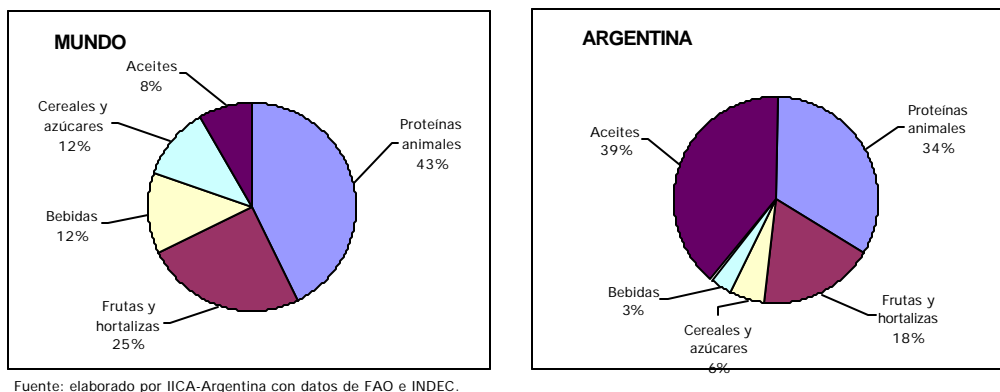 MUNDO
Aceites
8%
Cereales y
azúcares
12%
Bebidas
12%
Frutas y
hortalizas
25%
Proteínas
animales
43%
ARGENTINA
Aceites
39%
Proteínas
animales
34%
Bebidas
3%
Cereales y
azúcares
6%
Frutas y
hortalizas
18%
Fuente: elaborado por IICA-Argentina con datos de FAO e INDEC.